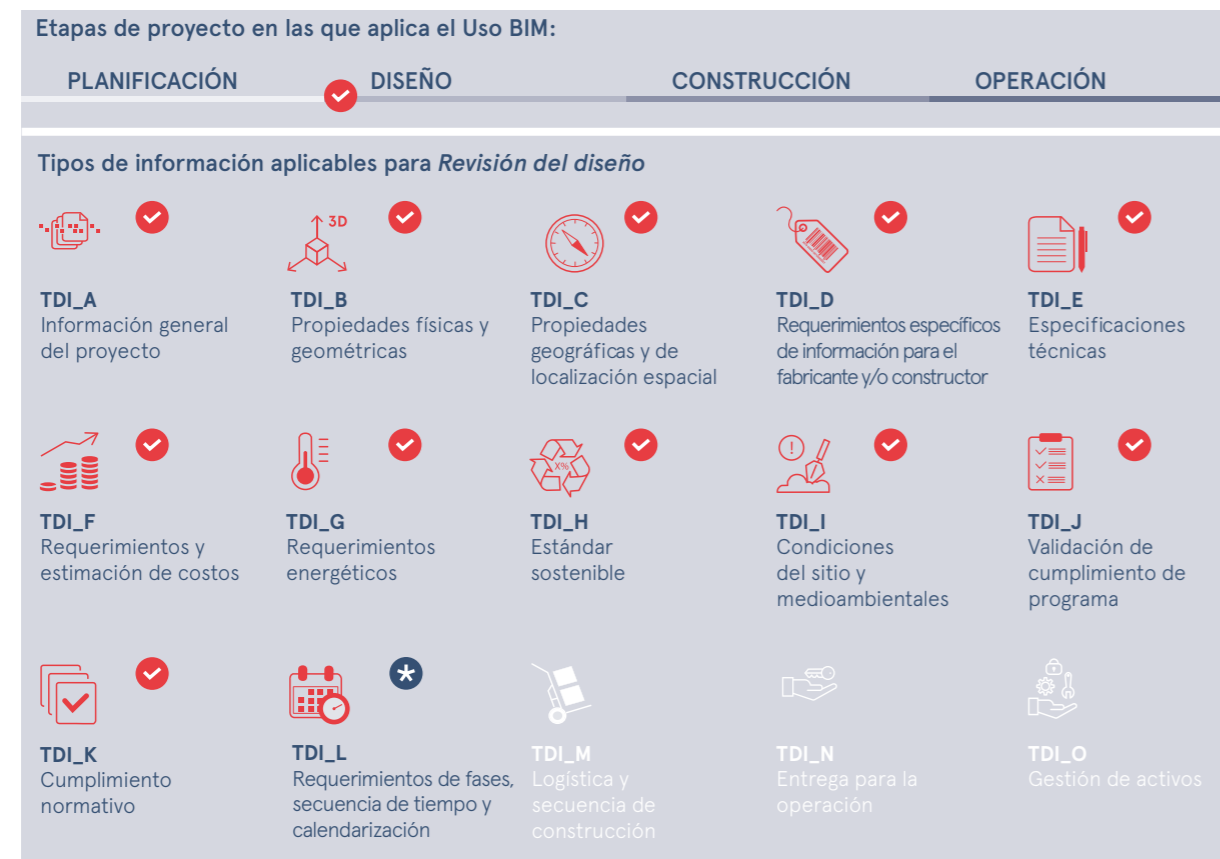 Etapas de proyecto en las que aplica el Uso BIM:
PLANIFICACIÓN DISEÑO CONSTRUCCIÓN OPERACIÓN
Tipos de información aplicables para Revisión del diseño
3D
TDI_A
Información general
del proyecto
TDI_B
Propiedades físicas y
geométricas
TDI_C
Propiedades
geográficas y de
localización espacial
TDI_D
Requerimientos específicos
de información para el
fabricante y/o constructor
TDI_E
Especificaciones
técnicas
X%
TDI_F
Requerimientos y
estimación de costos
TDI_G
Requerimientos
energéticos
TDI_H
Estándar
sostenible
TDI_I
Condiciones
del sitio y
medioambientales
TDI_J
Validación de
cumplimiento de
programa
TDI_K
Cumplimiento
normativo
TDI_L
Requerimientos de fases,
secuencia de tiempo y
calendarización
TDI_M
Logística y
secuencia de
construcción
TDI_N
Entrega para la
operación
TDI_O
Gestión de activos